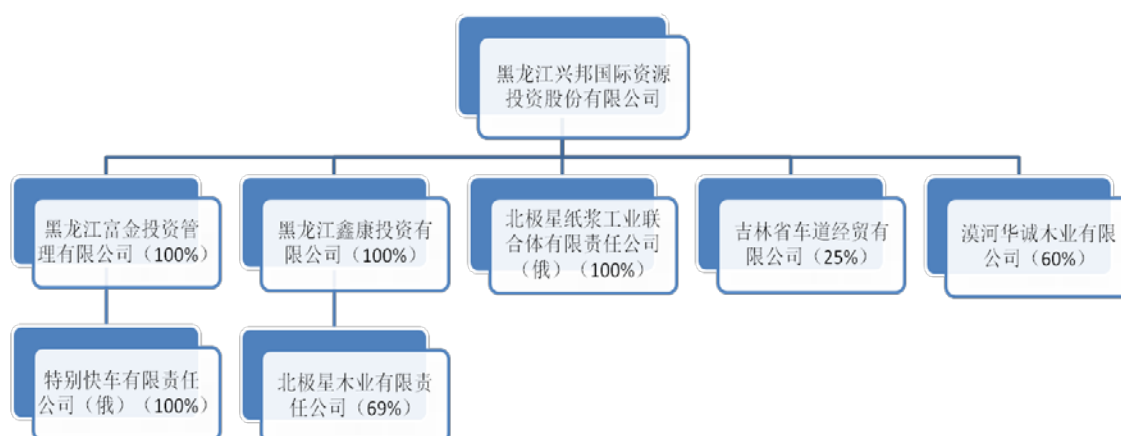 黑龙江兴邦国际资源
投资股份有限公司
黑龙江富金投资管
理有限公司（100%）
黑龙江鑫康投资有
限公司（100%）
北极星纸浆工业联
合体有限责任公司
（俄）（100%）
吉林省车道经贸有
限公司（25%）
漠河华诚木业有限
公司（60%）
特别快车有限责任
公司（俄）（100%）
北极星木业有限责
任公司（69%）